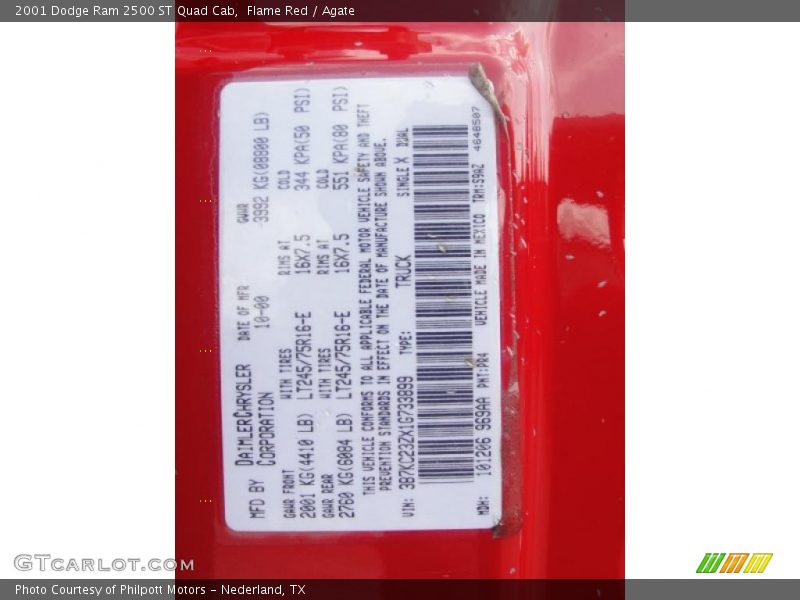 2001 Dodge Ram 2500 ST Quad Cab,  Flame Red / Agate
MFD BY DAIMLERCHRYSLER CORPORATION
DATE OF MFR 10-00
GVWR 3992 KG(08800 LB)
GAWR FRONT WITH TIRES RIMS AT COLD
2001 KG(4410 LB) LT245/75R16-E 16X7.5 344 KPA(50 PSI)
GAWR REAR WITH TIRES RIMS AT COLD
2760 KG(6084 LB) LT245/75R16-E 16X7.5 551 KPA(80 PSI)
THIS VEHICLE CONFORMS TO ALL APPLICABLE FEDERAL MOTOR VEHICLE SAFETY AND THEFT
PREVENTION STANDARDS IN EFFECT ON THE DATE OF MANUFACTURE SHOWN ABOVE.
VIN: 3B7KC23ZX1G733899 TYPE: TRUCK SINGLE X DUAL
MDH: 101206 969AA PNT:PR4 VEHICLE MADE IN MEXICO TRM:S9AZ 4648507
GTCarlot.com
Photo Courtesy of Philpott Motors – Nederland, TX